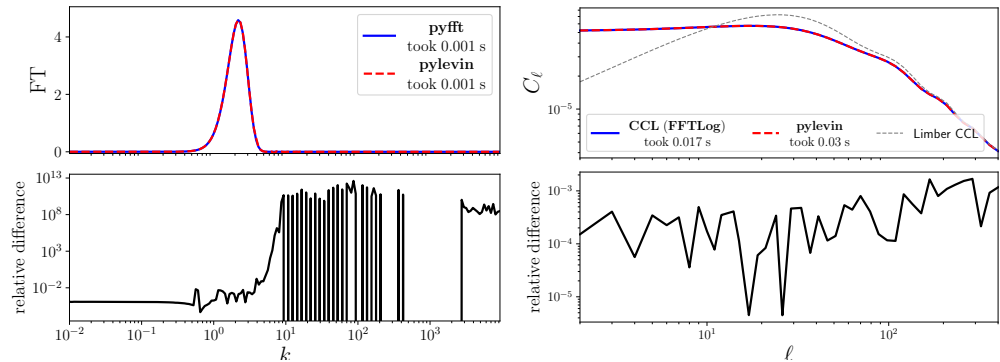 FT
4
2
0
pyfft
took 0.001 s
pylevin
took 0.001 s
relative difference
10^13
10^8
10^3
10^−2
10^−2 10^−1 10^0 10^1 10^2 10^3
k
C_ℓ
10^−5
CCL (FFTLog)
took 0.017 s
pylevin
took 0.03 s
Limber CCL
relative difference
10^−3
10^−4
10^−5
10^1 10^2
ℓ